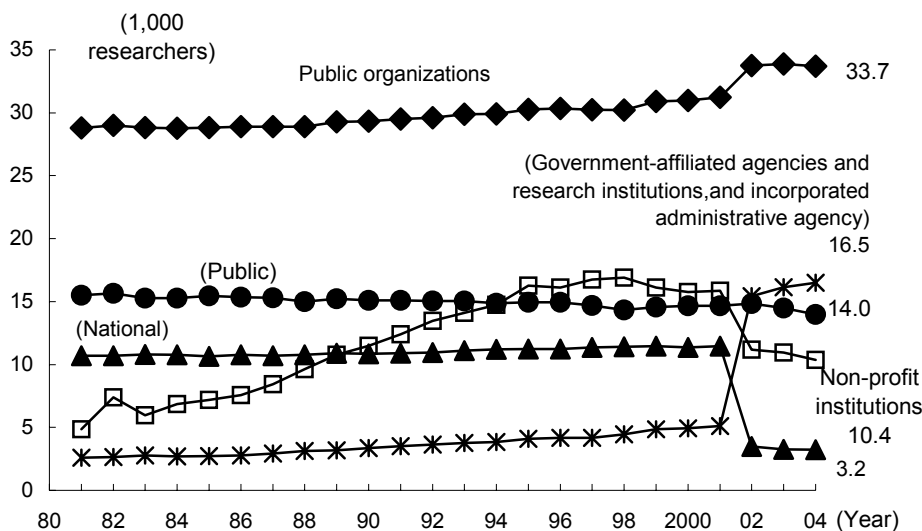 (1,000
researchers)
35
Public organizations
33.7
30
25
(Government-affiliated agencies and
research institutions,and incorporated
administrative agency)
20
16.5
(Public)
15
14.0
(National)
10
Non-profit
institutions
5
10.4
3.2
0
80 82 84 86 88 90 92 94 96 98 2000 02 04 (Year)